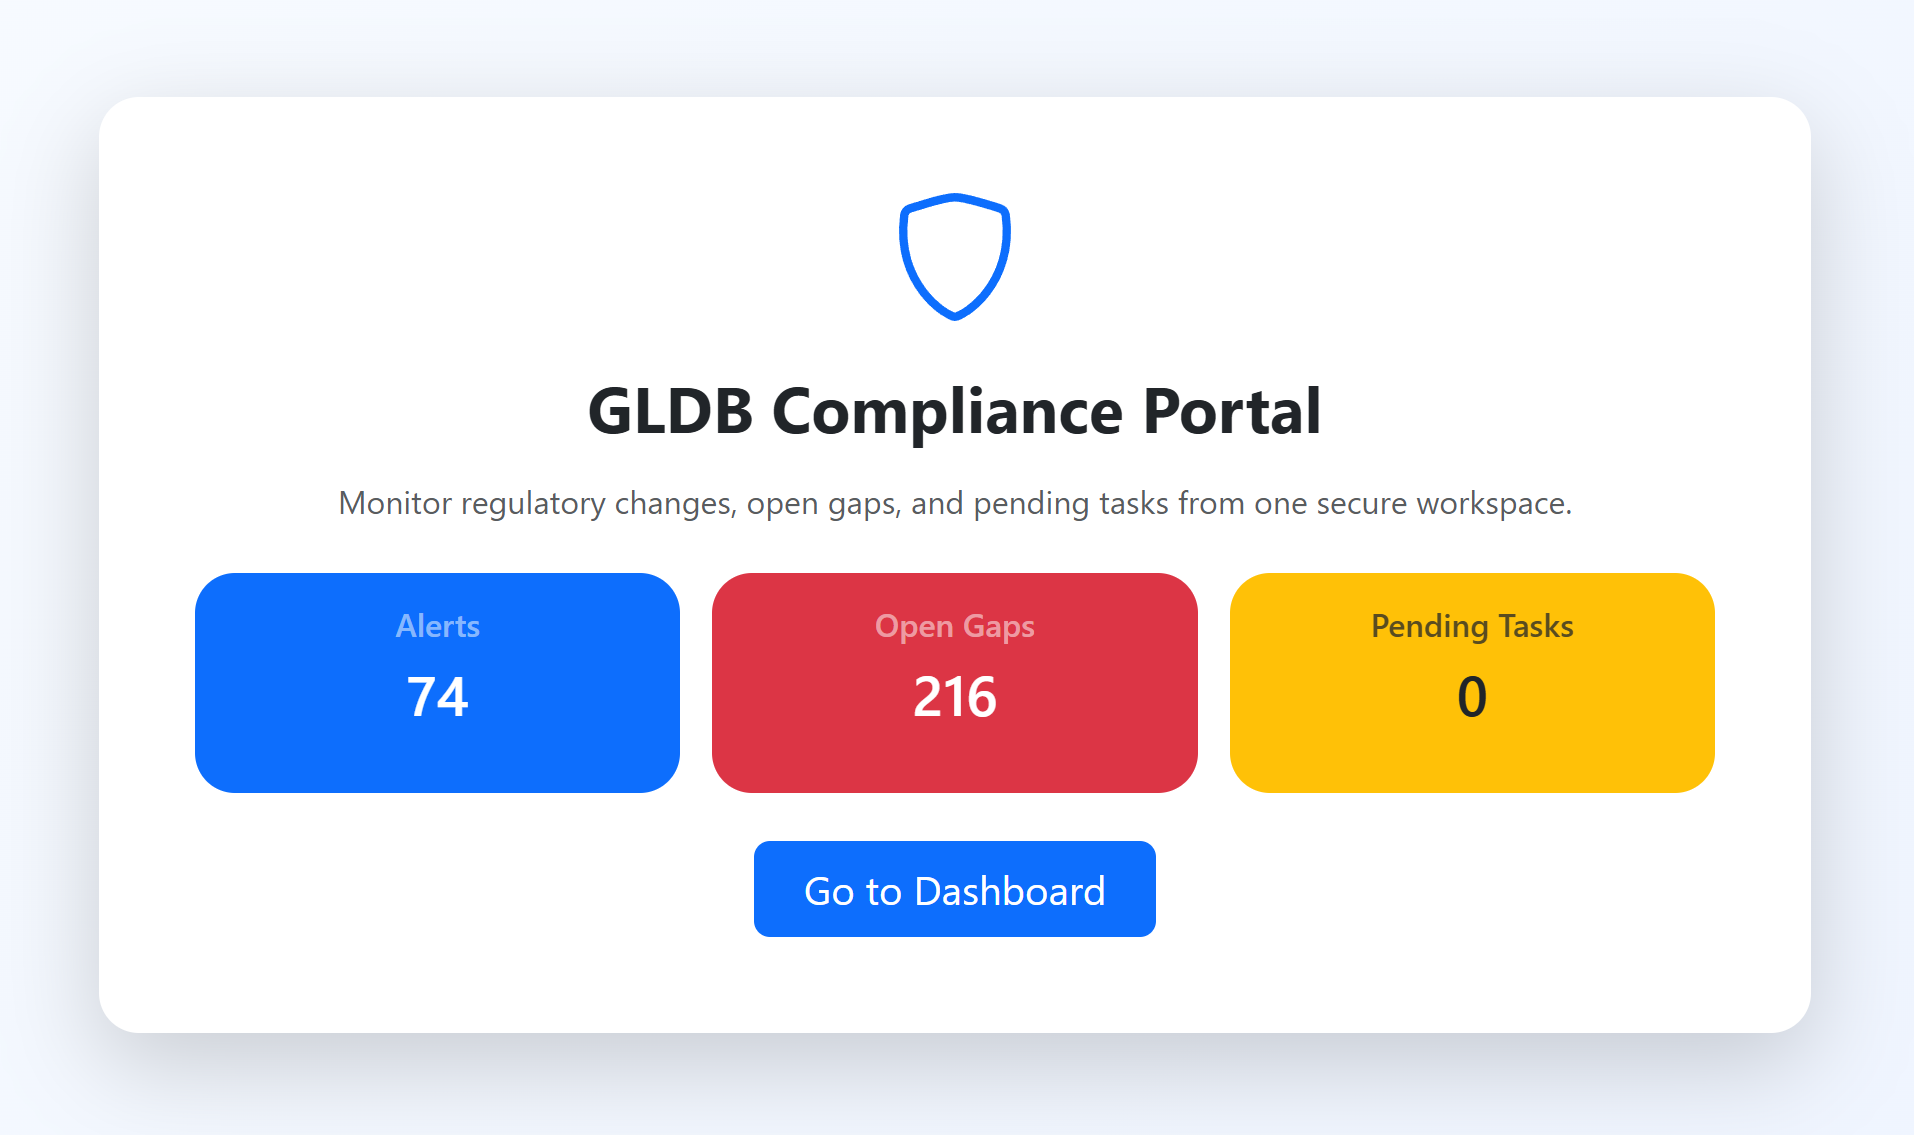 GLDB Compliance Portal
Monitor regulatory changes, open gaps, and pending tasks from one secure workspace.
Alerts
74
Open Gaps
216
Pending Tasks
0
Go to Dashboard